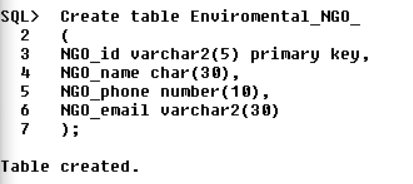 SQL> Create table Enviromental_NGO_
2 (
3 NGO_id varchar2(5) primary key,
4 NGO_name char(30),
5 NGO_phone number(10),
6 NGO_email varchar2(30)
7 );
Table created.